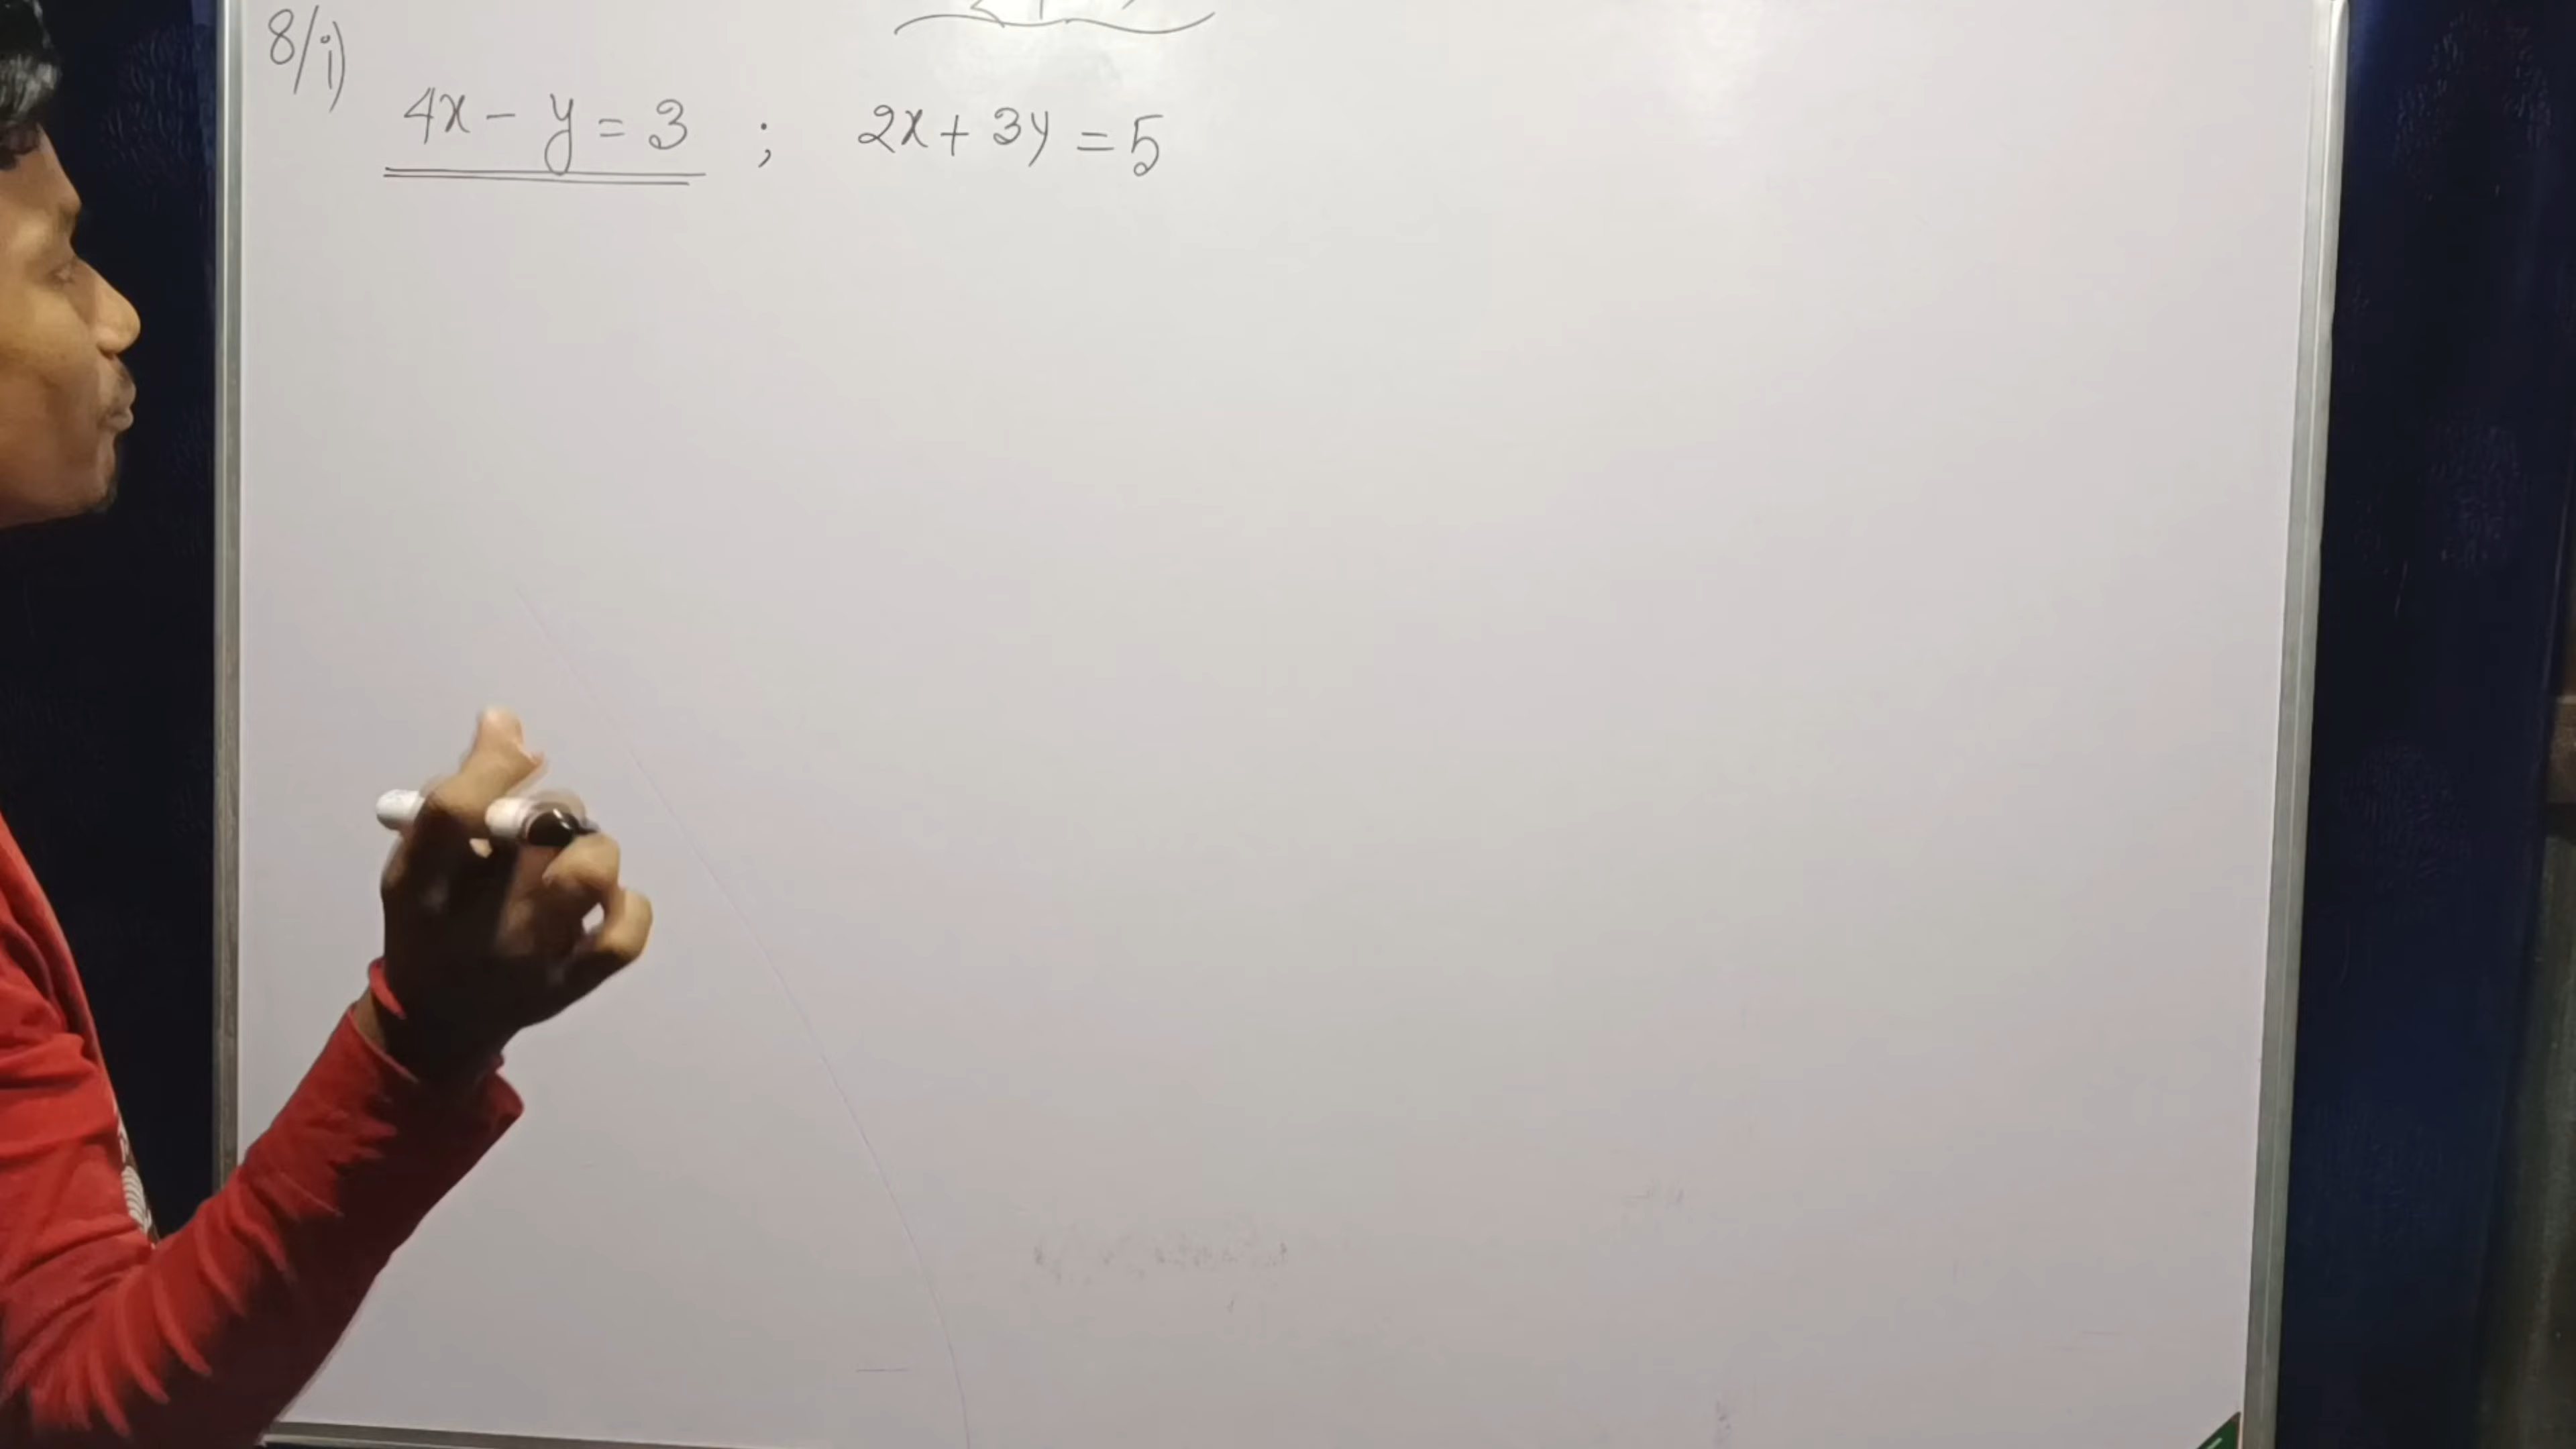 8/i)
4x - y = 3 ; 2x + 3y = 5